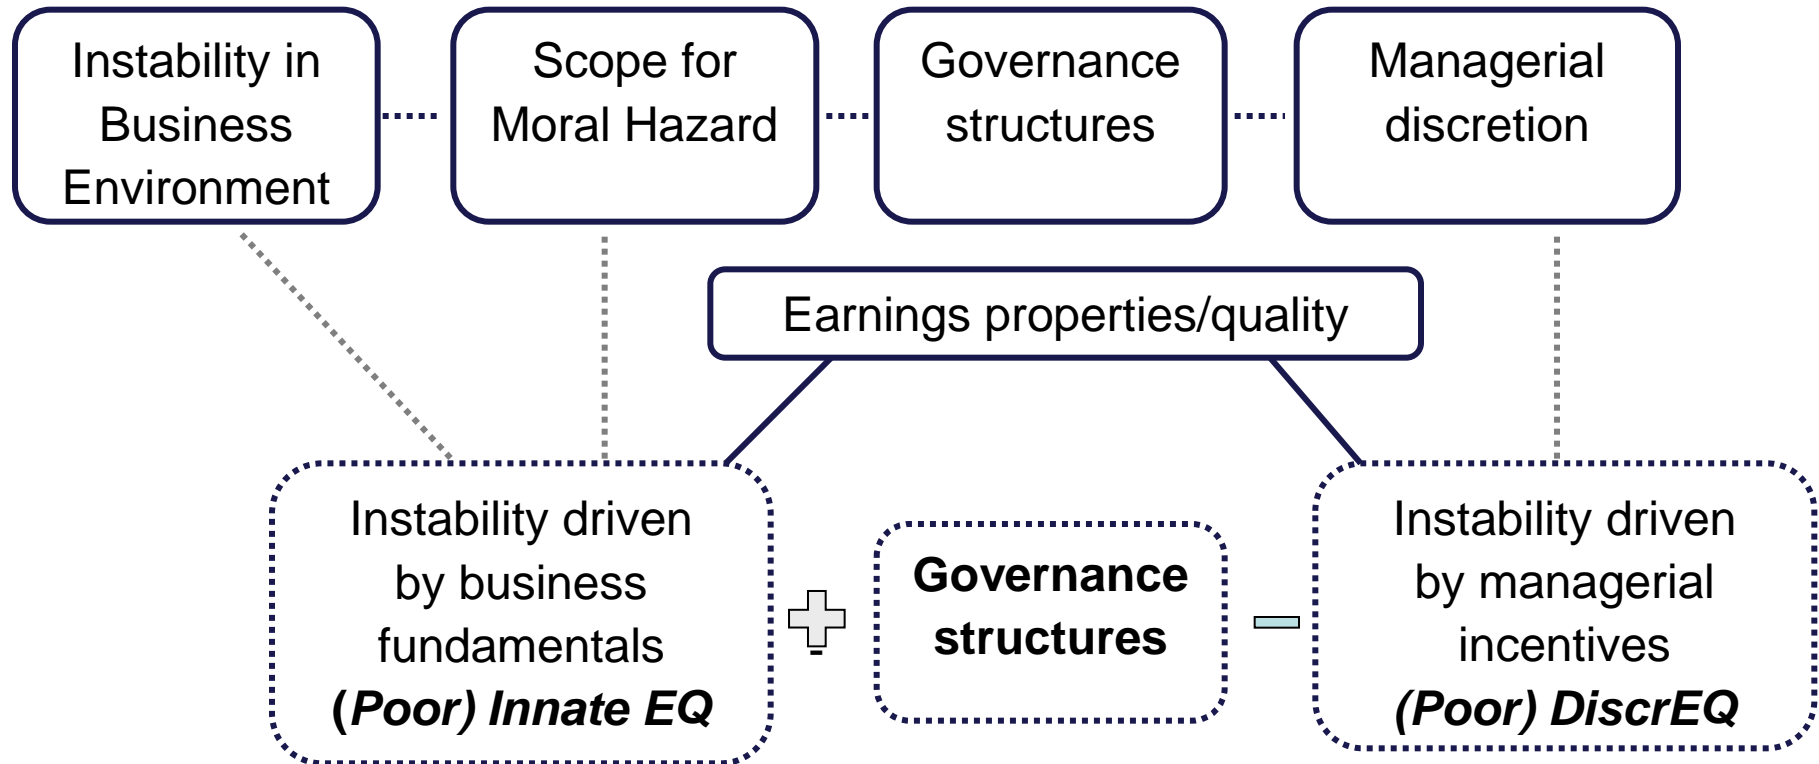 Instability in
Business
Environment
Scope for
Moral Hazard
Governance
structures
Managerial
discretion
Earnings properties/quality
Instability driven
by business
fundamentals
(Poor) Innate EQ
Governance
structures
Instability driven
by managerial
incentives
(Poor) DiscrEQ